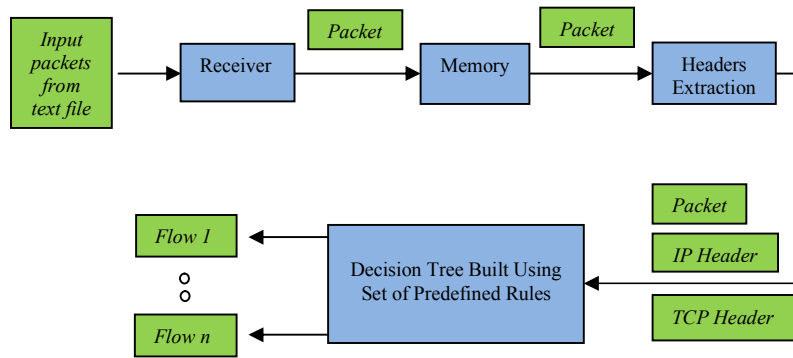 Input
packets
from
text file
Receiver
Packet
Memory
Packet
Headers
Extraction
Packet
IP Header
TCP Header
Decision Tree Built Using
Set of Predefined Rules
Flow 1
Flow n